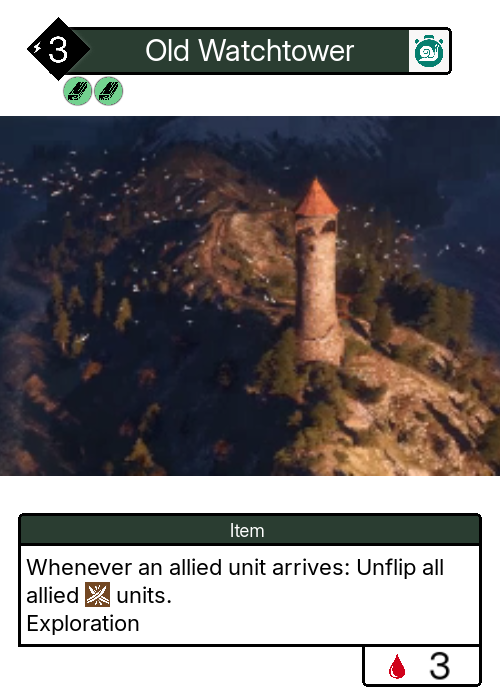 3
Old Watchtower
Item
Whenever an allied unit arrives: Unflip all
allied units.
Exploration
3